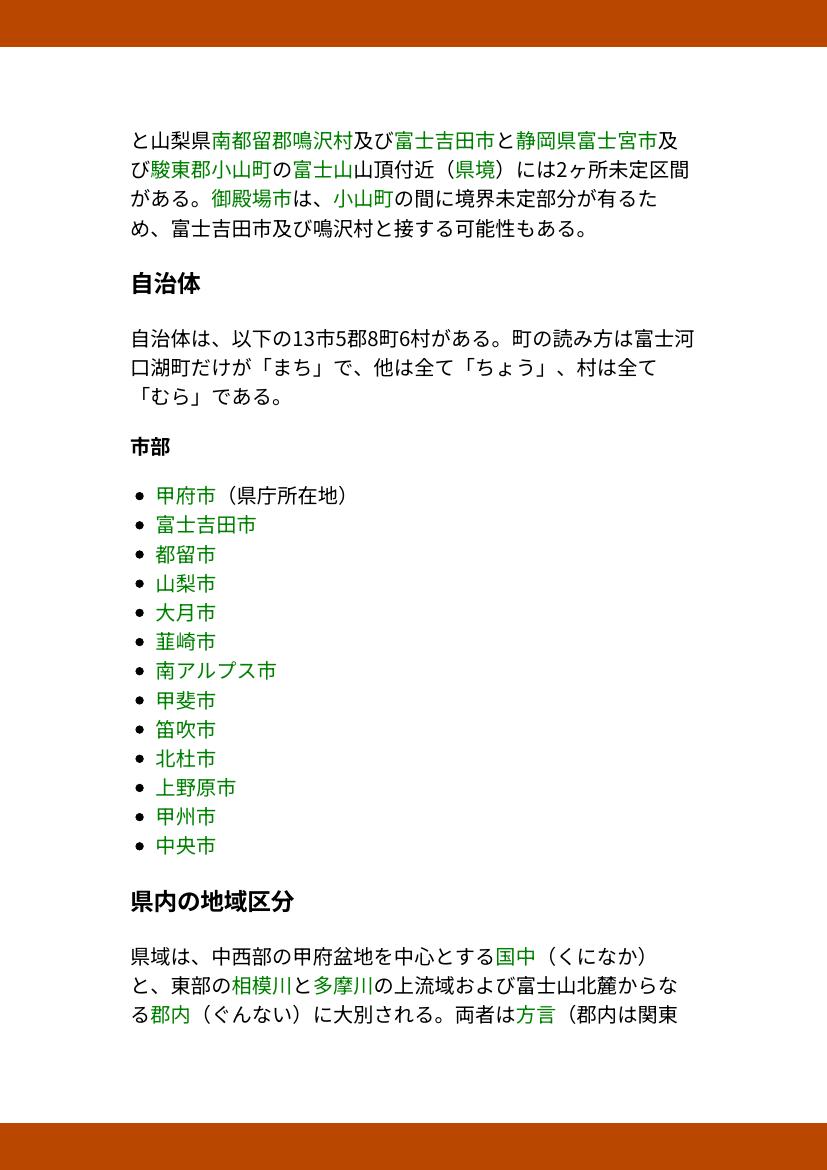 と山梨県南都留郡鳴沢村及び富士吉田市と静岡県富士宮市及
び駿東郡小山町の富士山山頂付近（県境）には2ヶ所未定区間
がある。御殿場市は、小山町の間に境界未定部分が有るた
め、富士吉田市及び鳴沢村と接する可能性もある。
自治体
自治体は、以下の13市5郡8町6村がある。町の読み方は富士河
口湖町だけが「まち」で、他は全て「ちょう」、村は全て
「むら」である。
市部
• 甲府市（県庁所在地）
• 富士吉田市
• 都留市
• 山梨市
• 大月市
• 韮崎市
• 南アルプス市
• 甲斐市
• 笛吹市
• 北杜市
• 上野原市
• 甲州市
• 中央市
県内の地域区分
県域は、中西部の甲府盆地を中心とする国中（くになか）
と、東部の相模川と多摩川の上流域および富士山北麓からな
る郡内（ぐんない）に大別される。両者は方言（郡内は関東